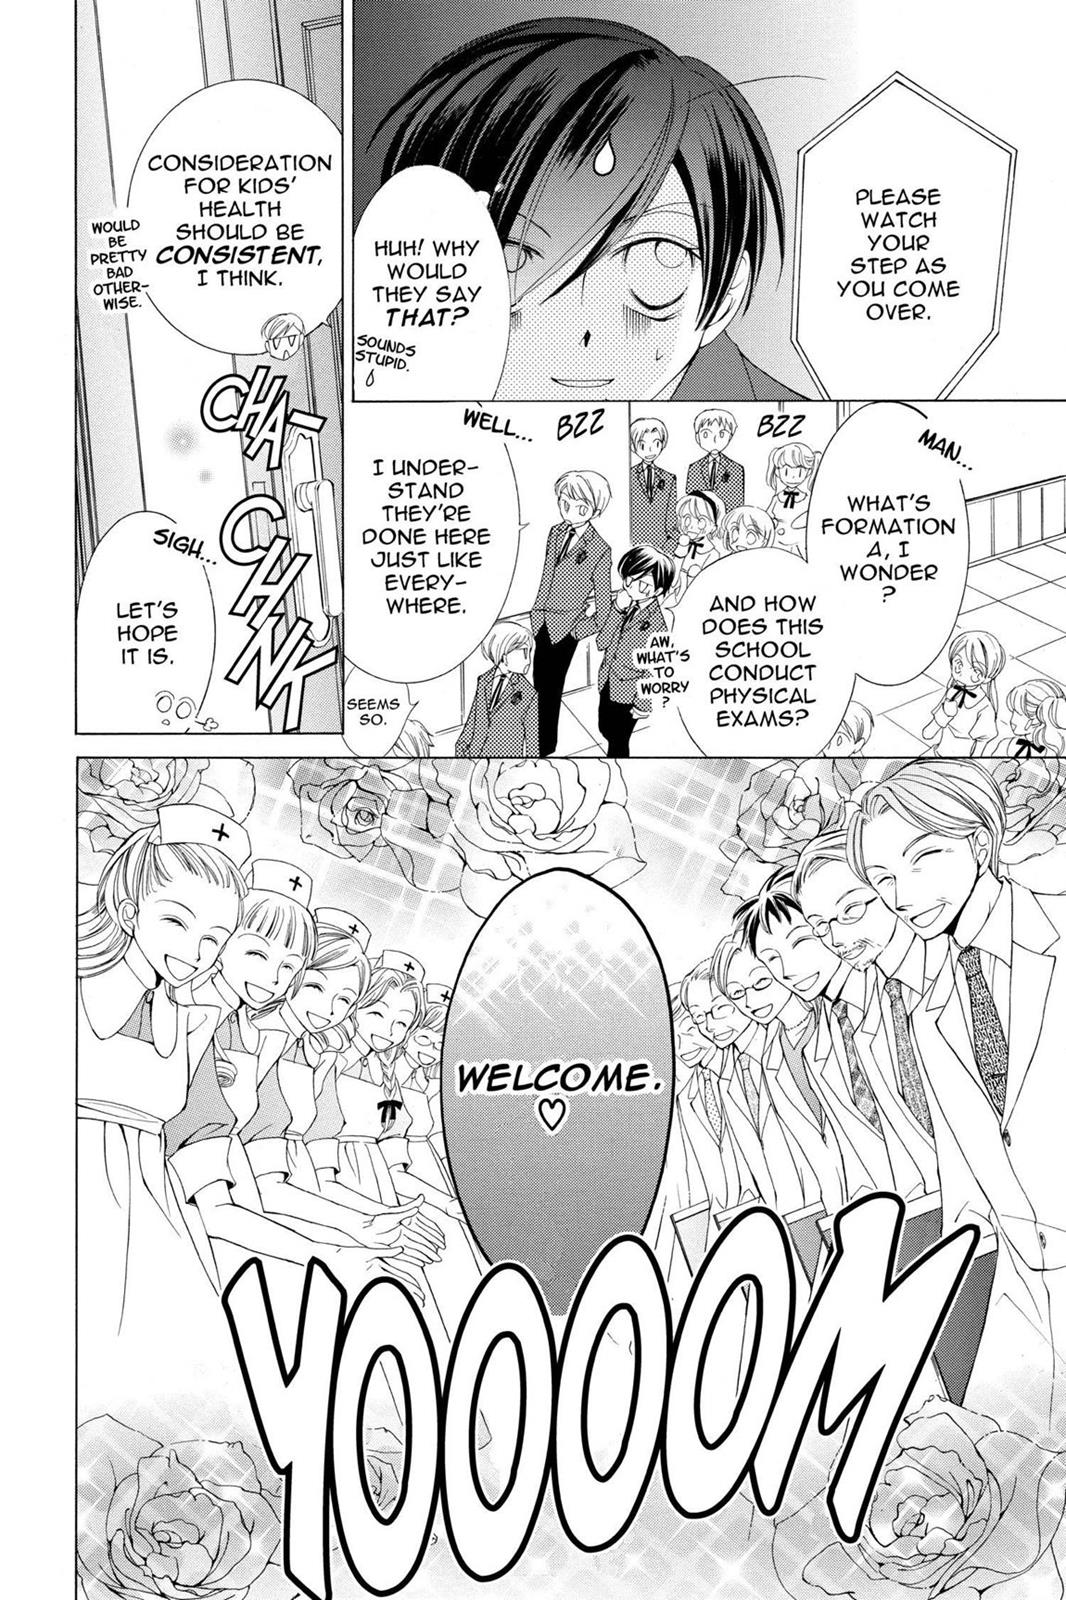 PLEASE
WATCH
YOUR
STEP AS
YOU COME
OVER.
HUH! WHY
WOULD
THEY SAY
THAT?
SOUNDS
STUPID.
MAN...
WHAT'S
FORMATION
A, I
WONDER
?
AND HOW
DOES THIS
SCHOOL
CONDUCT
PHYSICAL
EXAMS?
BZZ
BZZ
AW,
WHAT'S
TO
WORRY
?
WELL...
I UNDER-
STAND
THEY'RE
DONE HERE
JUST LIKE
EVERY-
WHERE.
SEEMS
SO.
CONSIDERATION
FOR KIDS'
HEALTH
SHOULD BE
CONSISTENT,
I THINK.
WOULD
BE
PRETTY
BAD
OTHER-
WISE.
CHA-
CHHNK
SIGH...
LET'S
HOPE
IT IS.
WELCOME.
♡
YOOOOM